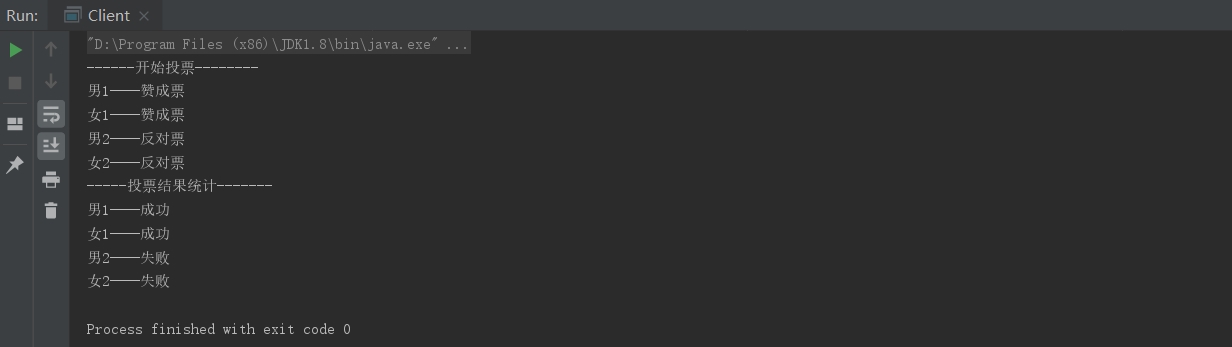 Run: Client
"D:\Program Files (x86)\JDK1.8\bin\java.exe" ...
------开始投票--------
男1——赞成票
女1——赞成票
男2——反对票
女2——反对票
-----投票结果统计-------
男1——成功
女1——成功
男2——失败
女2——失败
Process finished with exit code 0